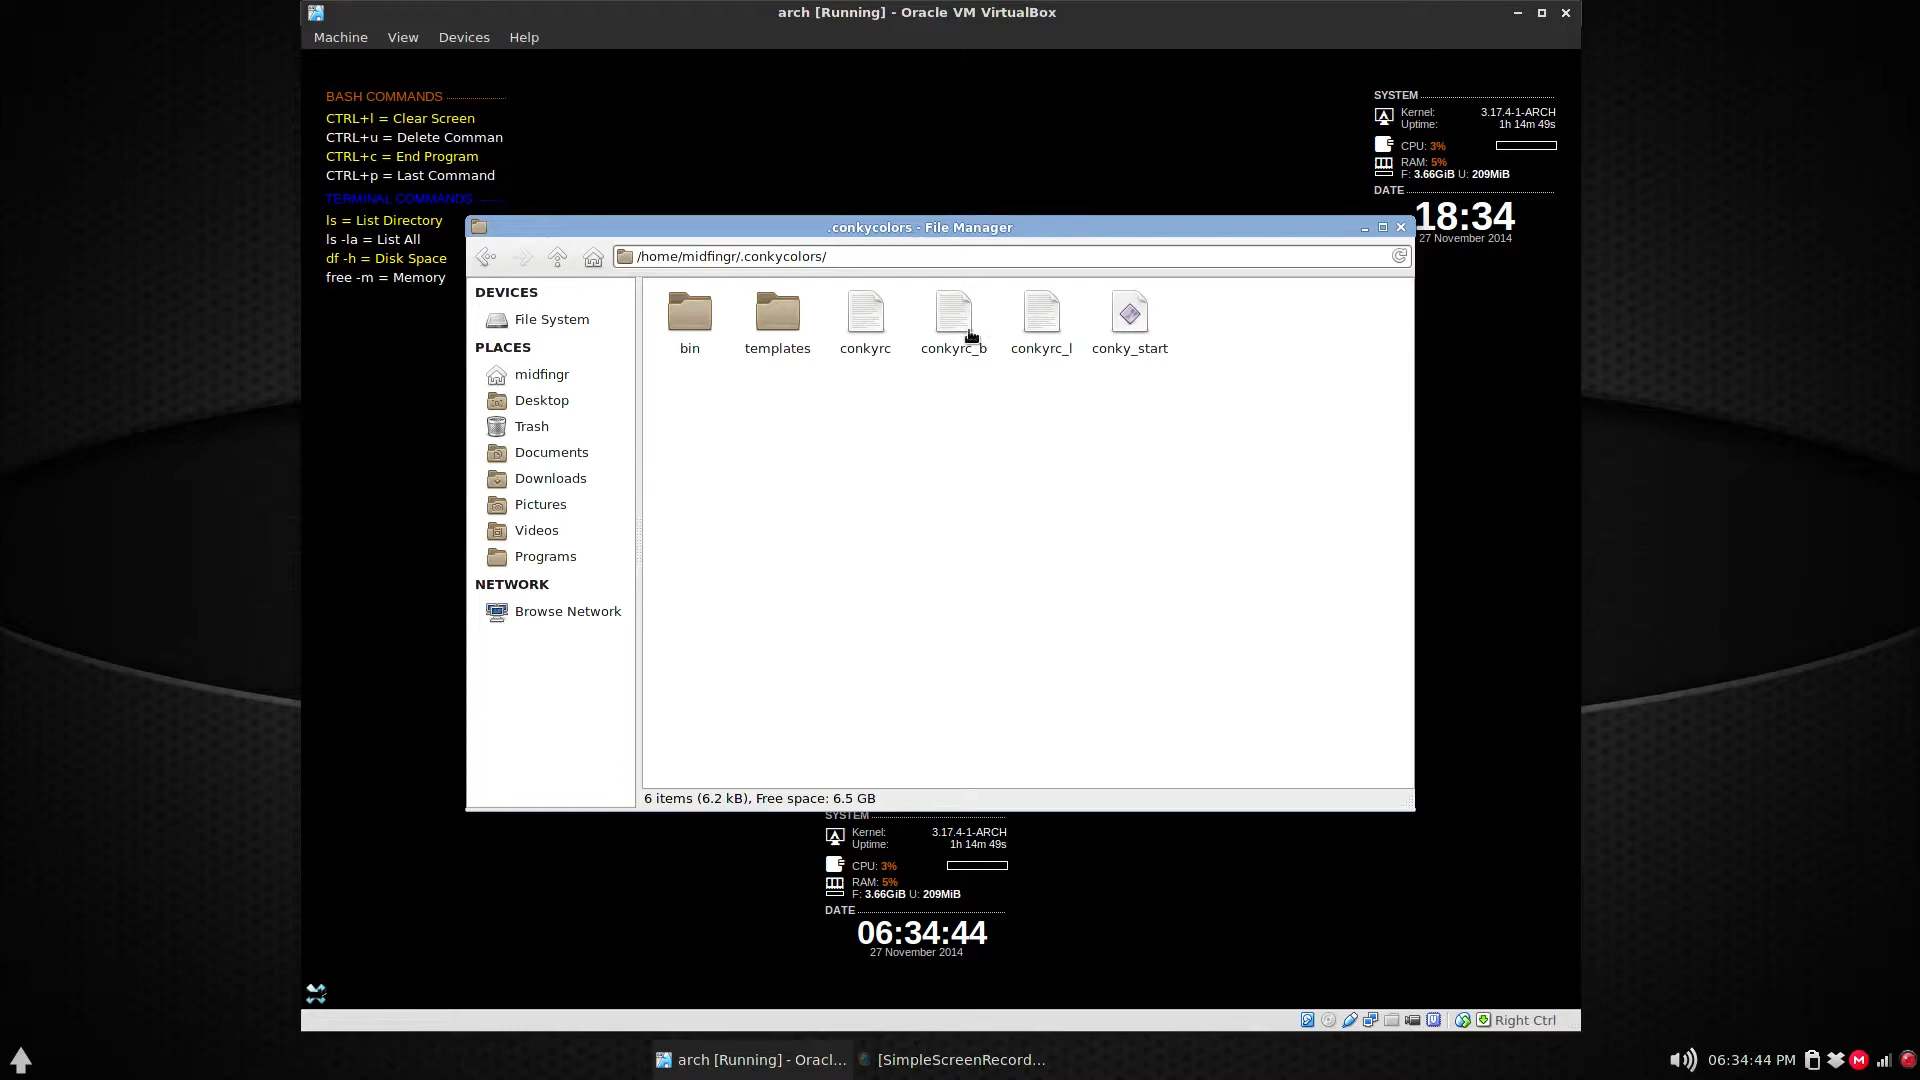 arch [Running] - Oracle VM VirtualBox
Machine View Devices Help
BASH COMMANDS
CTRL+l = Clear Screen
CTRL+u = Delete Comman
CTRL+c = End Program
CTRL+p = Last Command
TERMINAL COMMANDS
ls = List Directory
ls -la = List All
df -h = Disk Space
free -m = Memory
SYSTEM
Kernel: 3.17.4-1-ARCH
Uptime: 1h 14m 49s
CPU: 3%
RAM: 5%
F: 3.66GiB U: 209MiB
DATE
18:34
27 November 2014
.conkycolors - File Manager
/home/midfingr/.conkycolors/
DEVICES
File System
PLACES
midfingr
Desktop
Trash
Documents
Downloads
Pictures
Videos
Programs
NETWORK
Browse Network
bin templates conkyrc conkyrc_b conkyrc_l conky_start
6 items (6.2 kB), Free space: 6.5 GB
SYSTEM
Kernel: 3.17.4-1-ARCH
Uptime: 1h 14m 49s
CPU: 3%
RAM: 5%
F: 3.66GiB U: 209MiB
DATE
06:34:44
27 November 2014
Right Ctrl
arch [Running] - Oracl... [SimpleScreenRecord... 06:34:44 PM